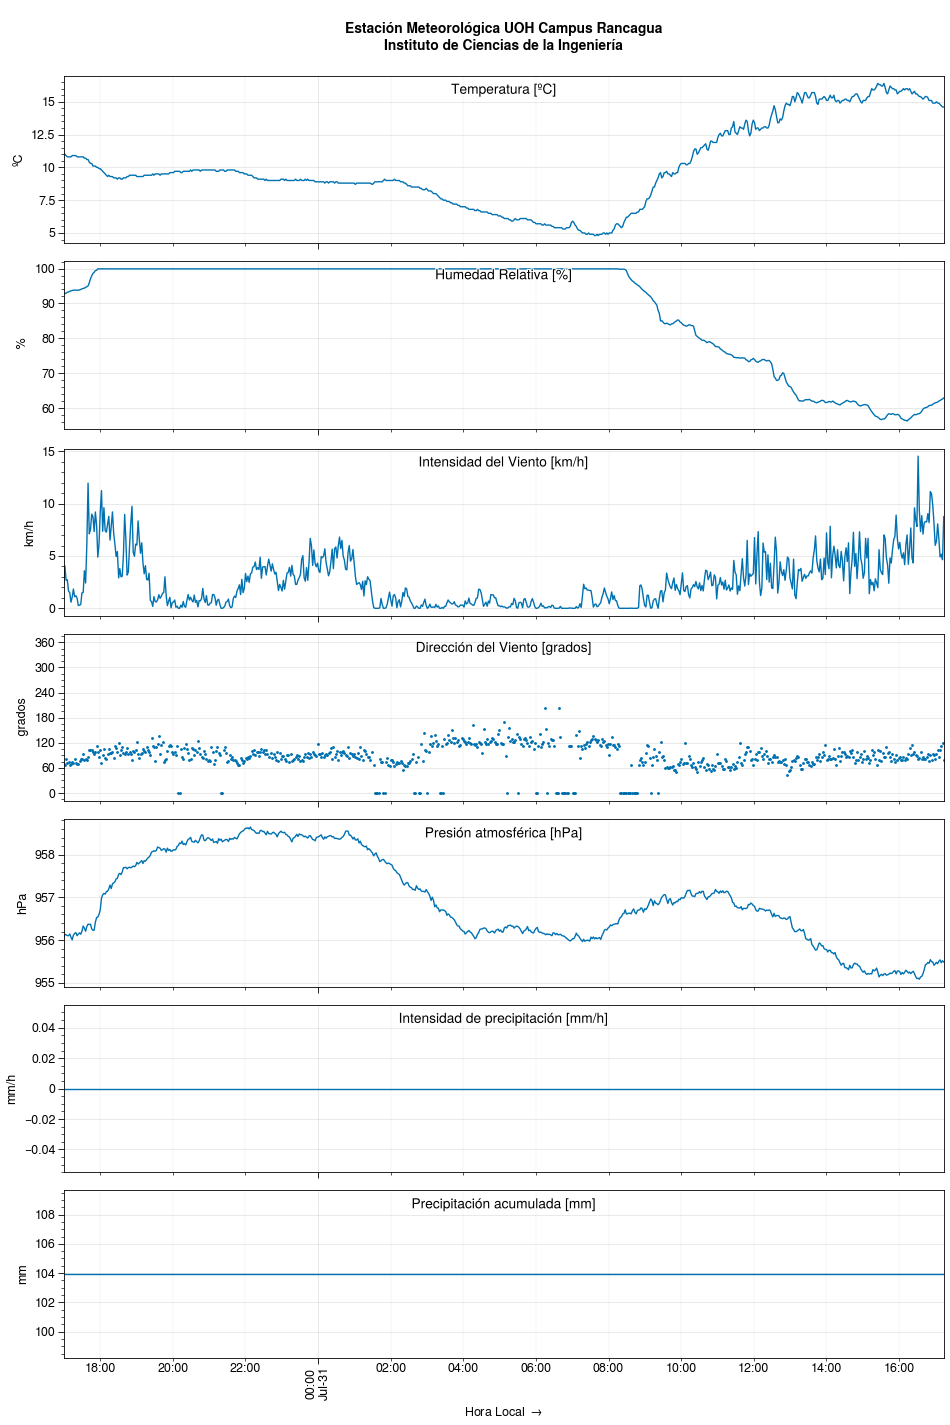 Estación Meteorológica UOH Campus Rancagua
Instituto de Ciencias de la Ingeniería
Temperatura [ºC]
15
12.5
10
7.5
5
ºC
Humedad Relativa [%]
100
90
80
70
60
%
Intensidad del Viento [km/h]
15
10
5
0
km/h
Dirección del Viento [grados]
360
300
240
180
120
60
0
grados
Presión atmosférica [hPa]
958
957
956
955
hPa
Intensidad de precipitación [mm/h]
0.04
0.02
0
−0.02
−0.04
mm/h
Precipitación acumulada [mm]
108
106
104
102
100
mm
18:00 20:00 22:00 00:00 02:00 04:00 06:00 08:00 10:00 12:00 14:00 16:00
Jul-31
Hora Local →